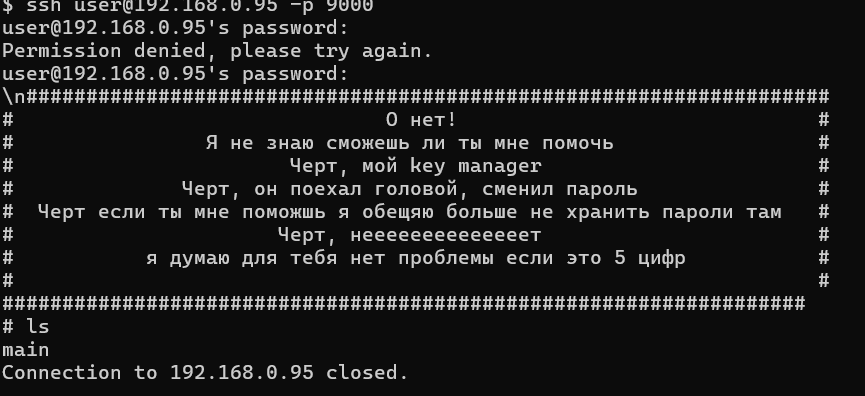 $ ssh user@192.168.0.95 -p 9000
user@192.168.0.95's password:
Permission denied, please try again.
user@192.168.0.95's password:
\n###################################################################
# О нет! #
# Я не знаю сможешь ли ты мне помочь #
# Черт, мой key manager #
# Черт, он поехал головой, сменил пароль #
# Черт если ты мне поможшь я обещяю больше не хранить пароли там #
# Черт, нееееееееееееет #
# я думаю для тебя нет проблемы если это 5 цифр #
# #
###################################################################
# ls
main
Connection to 192.168.0.95 closed.